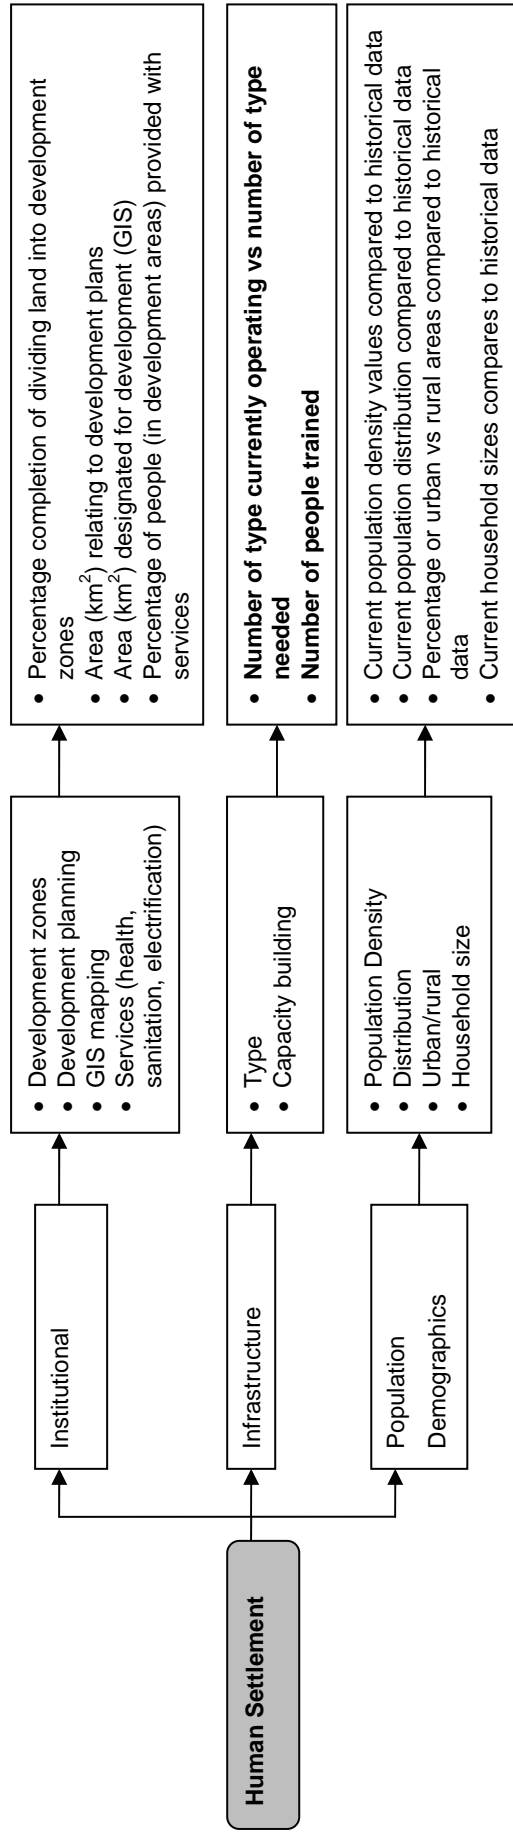 Human Settlement
Institutional
• Development zones
• Development planning
• GIS mapping
• Services (health,
sanitation, electrification)
• Percentage completion of dividing land into development
zones
• Area (km²) relating to development plans
• Area (km²) designated for development (GIS)
• Percentage of people (in development areas) provided with
services
Infrastructure
• Type
• Capacity building
• Number of type currently operating vs number of type
needed
• Number of people trained
Population
Demographics
• Population Density
• Distribution
• Urban/rural
• Household size
• Current population density values compared to historical data
• Current population distribution compared to historical data
• Percentage or urban vs rural areas compared to historical
data
• Current household sizes compares to historical data